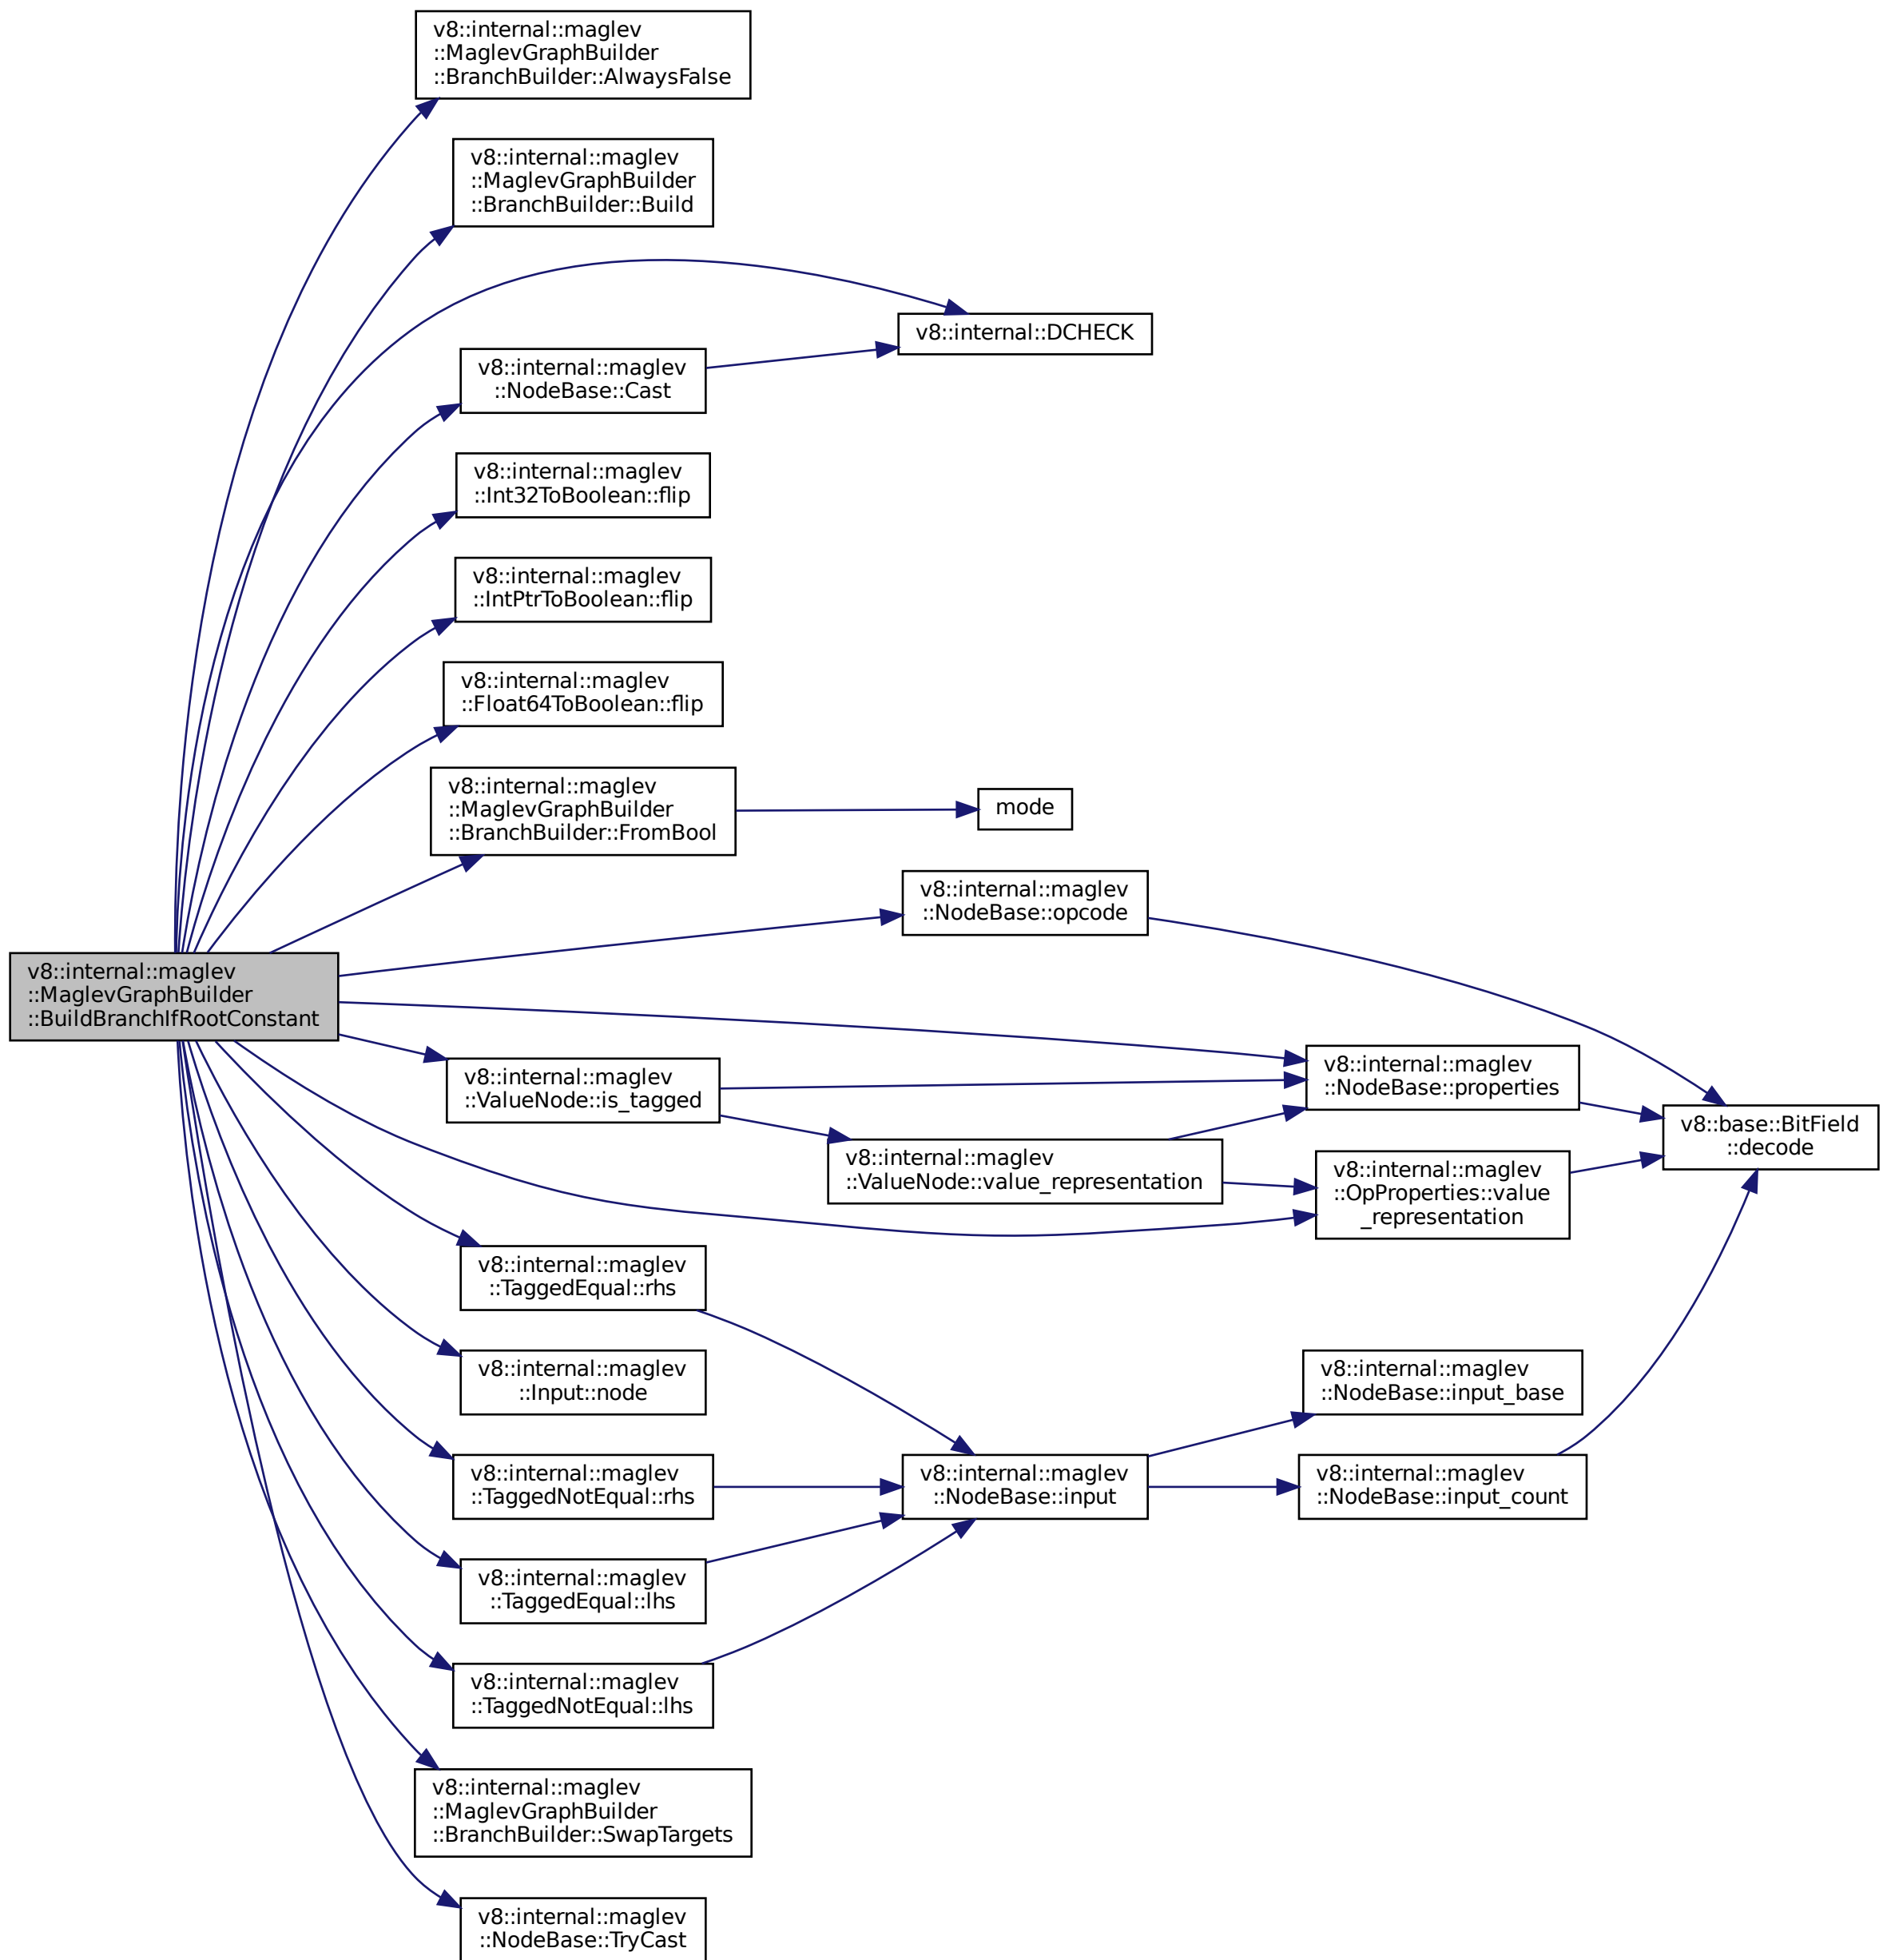 v8::internal::maglev
::MaglevGraphBuilder
::BranchBuilder::AlwaysFalse
v8::internal::maglev
::MaglevGraphBuilder
::BranchBuilder::Build
v8::internal::DCHECK
v8::internal::maglev
::NodeBase::Cast
v8::internal::maglev
::Int32ToBoolean::flip
v8::internal::maglev
::IntPtrToBoolean::flip
v8::internal::maglev
::Float64ToBoolean::flip
v8::internal::maglev
::MaglevGraphBuilder
::BranchBuilder::FromBool
mode
v8::internal::maglev
::NodeBase::opcode
v8::internal::maglev
::MaglevGraphBuilder
::BuildBranchIfRootConstant
v8::internal::maglev
::NodeBase::properties
v8::internal::maglev
::ValueNode::is_tagged
v8::base::BitField
::decode
v8::internal::maglev
::ValueNode::value_representation
v8::internal::maglev
::OpProperties::value
_representation
v8::internal::maglev
::TaggedEqual::rhs
v8::internal::maglev
::Input::node
v8::internal::maglev
::NodeBase::input_base
v8::internal::maglev
::TaggedNotEqual::rhs
v8::internal::maglev
::NodeBase::input
v8::internal::maglev
::NodeBase::input_count
v8::internal::maglev
::TaggedEqual::lhs
v8::internal::maglev
::TaggedNotEqual::lhs
v8::internal::maglev
::MaglevGraphBuilder
::BranchBuilder::SwapTargets
v8::internal::maglev
::NodeBase::TryCast